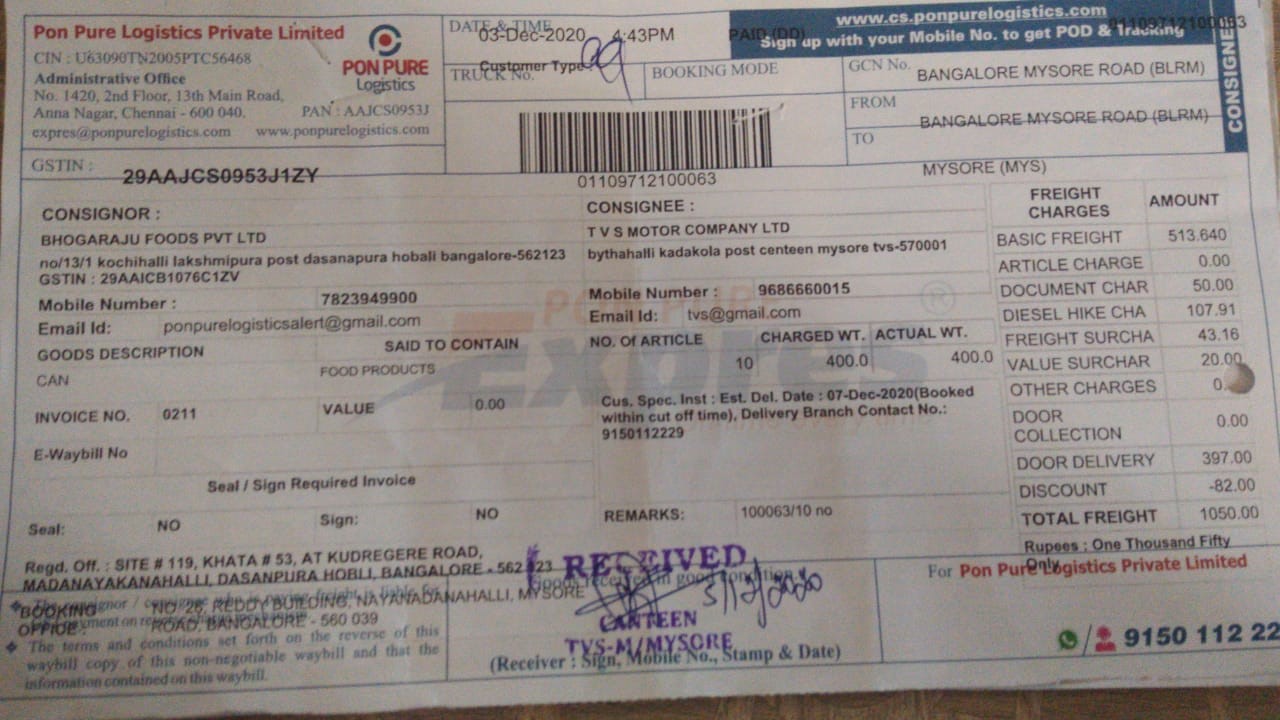 Pon Pure Logistics Private Limited
CIN : U63090TN2005PTC56468
Administrative Office
No. 1420, 2nd Floor, 13th Main Road,
Anna Nagar, Chennai - 600 040. PAN : AAJCS0953J
expres@ponpurelogistics.com www.ponpurelogistics.com
PON PURE
Logistics
GSTIN : 29AAJCS0953J1ZY
DATE & TIME 03-Dec-2020 4:43PM
PAID (DD)
Customer Type
TRUCK No.
BOOKING MODE
01109712100063
www.cs.ponpurelogistics.com
Sign up with your Mobile No. to get POD & Tracking
CONSIGNEE
GCN No. BANGALORE MYSORE ROAD (BLRM)
FROM BANGALORE MYSORE ROAD (BLRM)
TO MYSORE (MYS)
01109712100063
CONSIGNOR :
BHOGARAJU FOODS PVT LTD
no/13/1 kochihalli lakshmipura post dasanapura hobali bangalore-562123
GSTIN : 29AAICB1076C1ZV
Mobile Number : 7823949900
Email Id: ponpurelogisticsalert@gmail.com
CONSIGNEE :
T V S MOTOR COMPANY LTD
bythahalli kadakola post centeen mysore tvs-570001
Mobile Number : 9686660015
Email Id: tvs@gmail.com
GOODS DESCRIPTION SAID TO CONTAIN
CAN FOOD PRODUCTS
NO. Of ARTICLE CHARGED WT. ACTUAL WT.
10 400.0 400.0
INVOICE NO. 0211 VALUE 0.00
E-Waybill No
Cus. Spec. Inst : Est. Del. Date : 07-Dec-2020(Booked
within cut off time), Delivery Branch Contact No.:
9150112229
Seal / Sign Required Invoice
Seal: NO Sign: NO
REMARKS: 100063/10 no
FREIGHT CHARGES AMOUNT
BASIC FREIGHT 513.640
ARTICLE CHARGE 0.00
DOCUMENT CHAR 50.00
DIESEL HIKE CHA 107.91
FREIGHT SURCHA 43.16
VALUE SURCHAR 20.00
OTHER CHARGES 0.
DOOR COLLECTION 0.00
DOOR DELIVERY 397.00
DISCOUNT -82.00
TOTAL FREIGHT 1050.00
Rupees : One Thousand Fifty
Only
Regd. Off. : SITE # 119, KHATA # 53, AT KUDREGERE ROAD,
MADANAYAKANAHALLI, DASANPURA HOBLI, BANGALORE - 562 123
BOOKING OFFICE : NO. 26, REDDY BUILDING, NAYANADANAHALLI, MYSORE
ROAD, BANGALORE - 560 039
The terms and conditions set forth on the reverse of this
waybill copy of this non-negotiable waybill and that the
information contained on this waybill.
Goods received in good condition
RECEIVED
5/12/2020
CANTEEN
TVS-M/MYSORE
(Receiver : Sign, Mobile No., Stamp & Date)
For Pon Pure Logistics Private Limited
9150 112 22